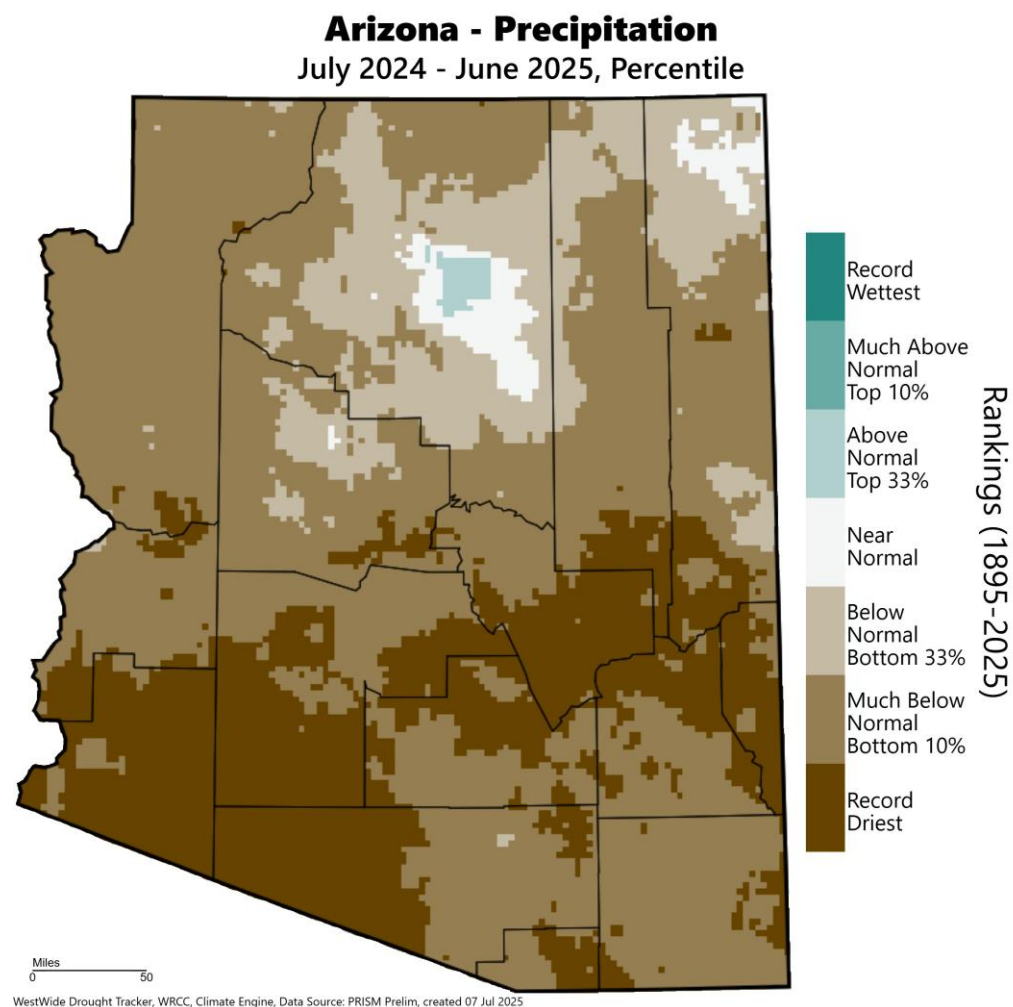 Arizona - Precipitation
July 2024 - June 2025, Percentile
Record
Wettest
Much Above
Normal
Top 10%
Above
Normal
Top 33%
Near
Normal
Below
Normal
Bottom 33%
Much Below
Normal
Bottom 10%
Record
Driest
Rankings (1895-2025)
Miles
0 50
WestWide Drought Tracker, WRCC, Climate Engine, Data Source: PRISM Prelim, created 07 Jul 2025